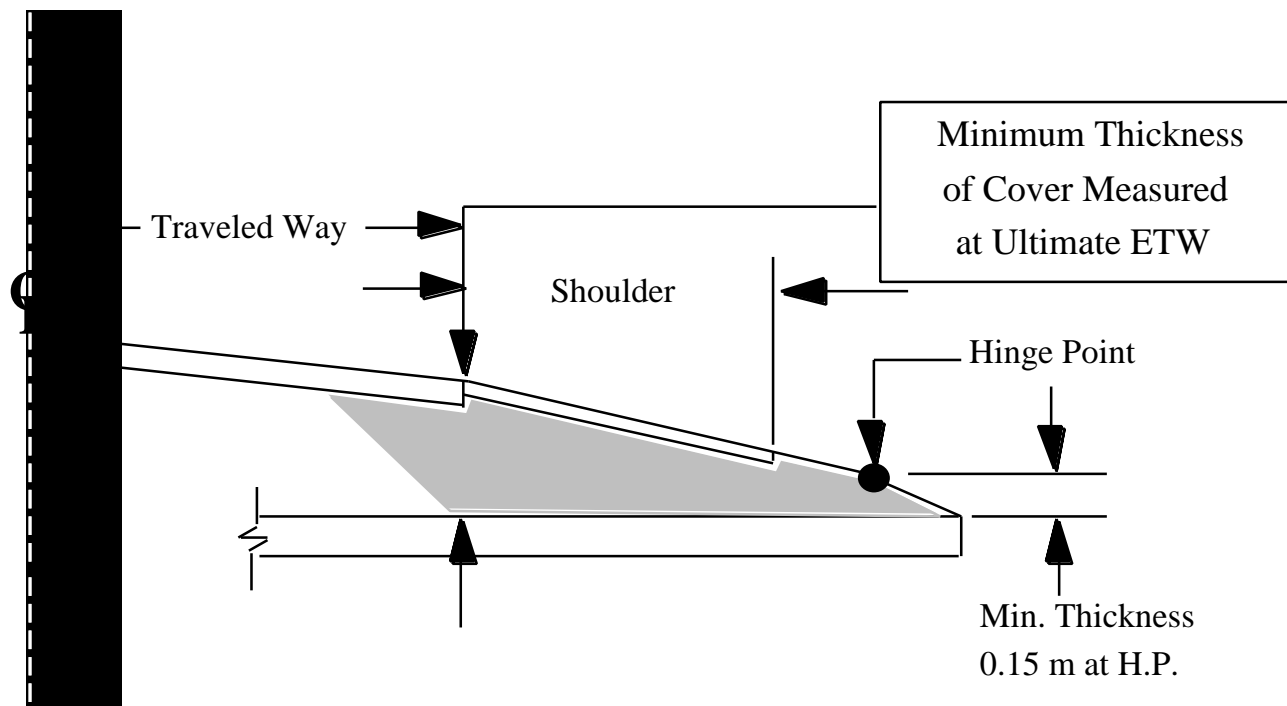 Minimum Thickness
of Cover Measured
at Ultimate ETW
Traveled Way
Shoulder
Hinge Point
Min. Thickness
0.15 m at H.P.